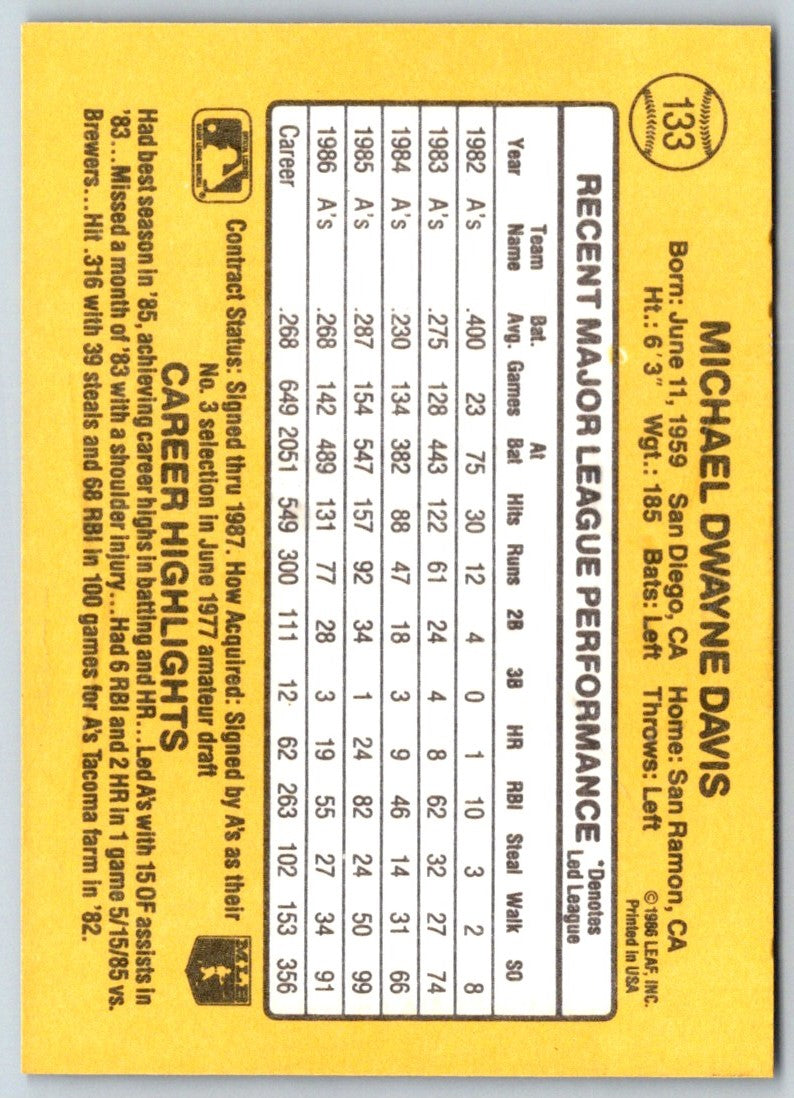 133
MICHAEL DWAYNE DAVIS
Born: June 11, 1959 San Diego, CA Home: San Ramon, CA
Ht.: 6'3" Wgt.: 185 Bats: Left Throws: Left
©1986 LEAF, INC.
Printed in USA
RECENT MAJOR LEAGUE PERFORMANCE *Denotes Led League
Year Team Name Bat. Avg. Games At Bat Hits Runs 2B 3B HR RBI Steal Walk SO
1982 A's .400 23 75 30 12 4 0 1 10 3 2 8
1983 A's .275 128 443 122 61 24 4 8 62 32 27 74
1984 A's .230 134 382 88 47 18 3 9 46 14 31 66
1985 A's .287 154 547 157 92 34 1 24 82 24 50 99
1986 A's .268 142 489 131 77 28 3 19 55 27 34 91
Career .268 649 2051 549 300 111 12 62 263 102 153 356
Contract Status: Signed thru 1987. How Acquired: Signed by A's as their
No. 3 selection in June 1977 amateur draft
MLB
CAREER HIGHLIGHTS
Had best season in '85, achieving career highs in batting and HR...Led A's with 15 OF assists in
'83...Missed a month of '83 with a shoulder injury...Had 6 RBI and 2 HR in 1 game 5/15/85 vs.
Brewers...Hit .316 with 39 steals and 68 RBI in 100 games for A's Tacoma farm in '82.